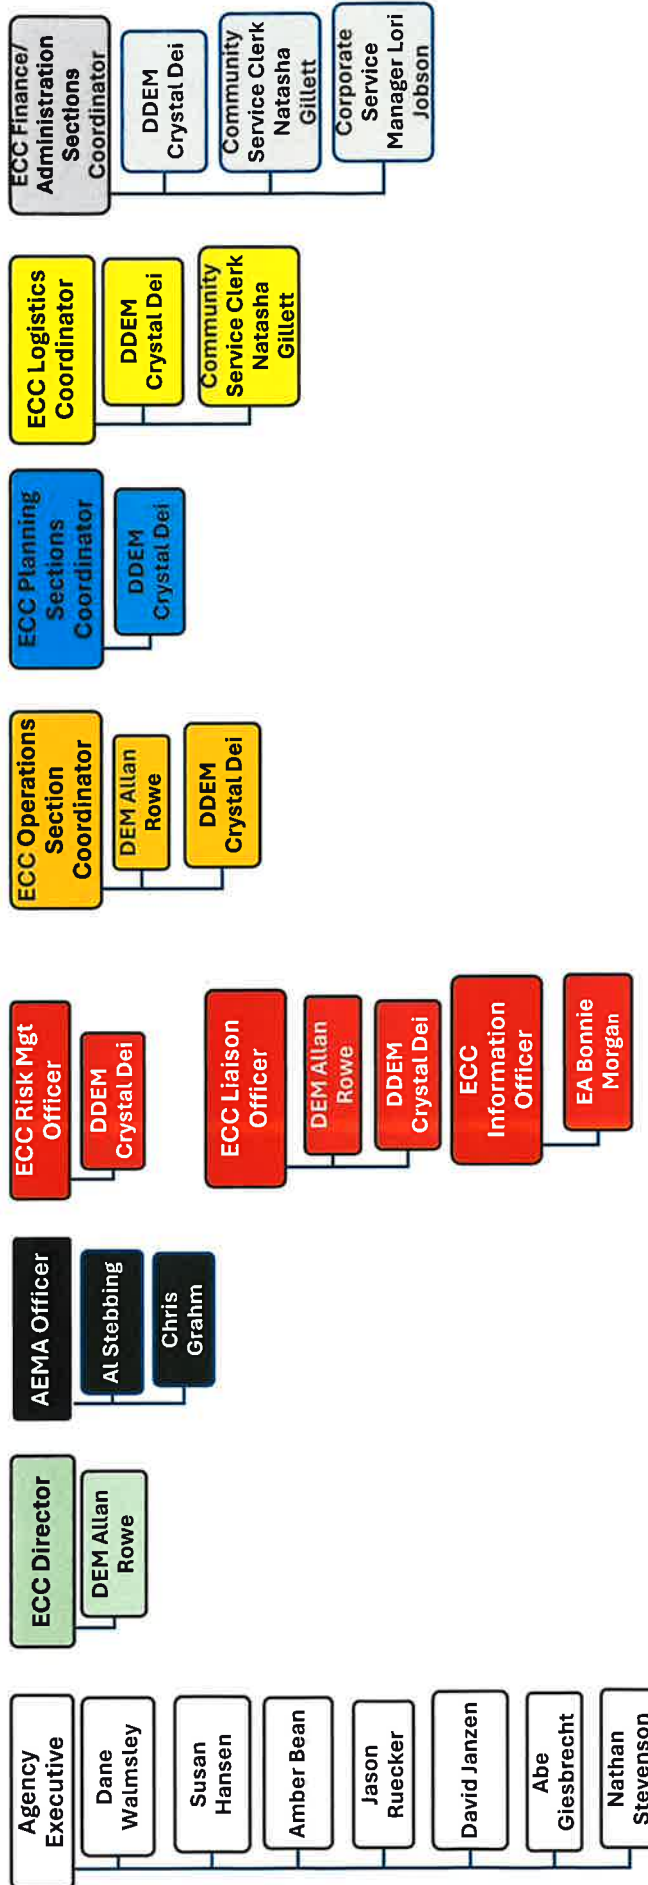 Agency
Executive
Dane
Walmsley
Susan
Hansen
Amber Bean
Jason
Ruecker
David Janzen
Abe
Giesbrecht
Nathan
Stevenson
ECC Director
DEM Allan
Rowe
AEMA Officer
Al Stebbing
Chris
Grahm
ECC Risk Mgt
Officer
DDEM
Crystal Dei
ECC Liaison
Officer
DEM Allan
Rowe
DDEM
Crystal Dei
ECC
Information
Officer
EA Bonnie
Morgan
ECC Operations
Section
Coordinator
DEM Allan
Rowe
DDEM
Crystal Dei
ECC Planning
Sections
Coordinator
DDEM
Crystal Dei
ECC Logistics
Coordinator
DDEM
Crystal Dei
Community
Service Clerk
Natasha
Gillett
ECC Finance/
Administration
Sections
Coordinator
DDEM
Crystal Dei
Community
Service Clerk
Natasha
Gillett
Corporate
Service
Manager Lori
Jobson